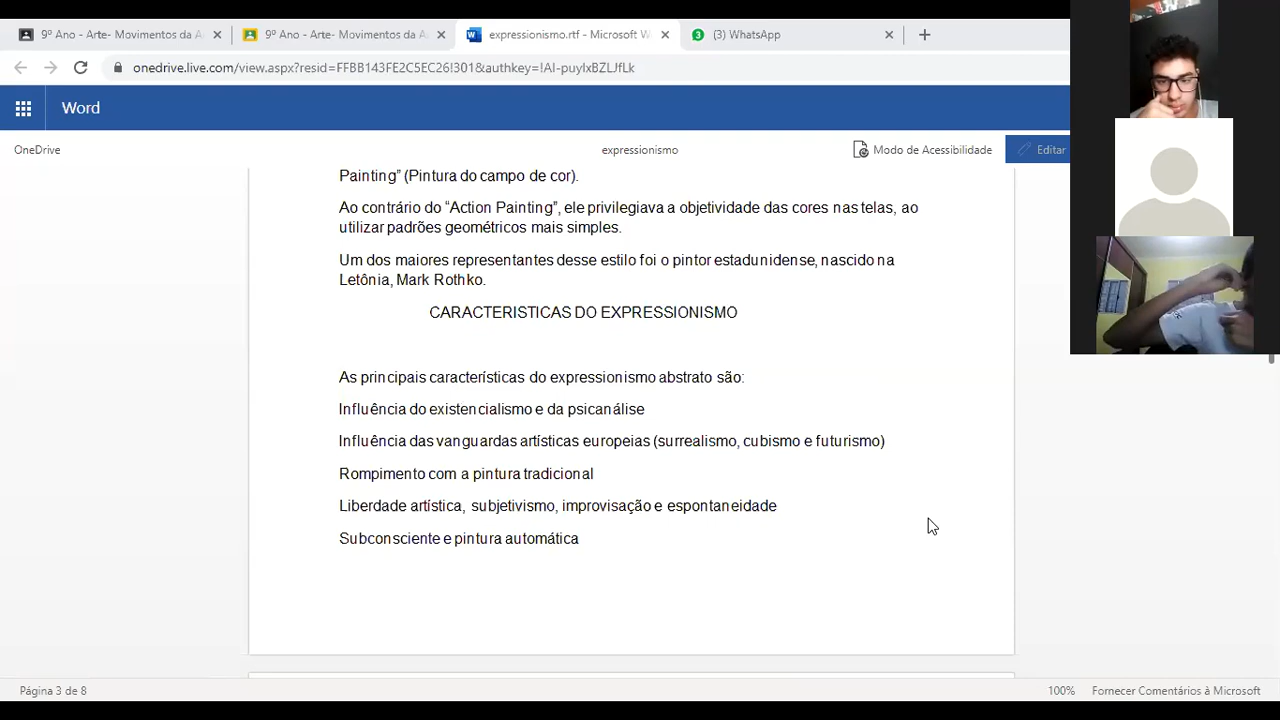 9º Ano - Arte- Movimentos da A
9º Ano - Arte- Movimentos da A
expressionismo.rtf - Microsoft W
(3) WhatsApp
onedrive.live.com/view.aspx?resid=FFBB143FE2C5EC26!301&authkey=!AI-puylxBZLJfLk
Word
OneDrive
expressionismo
Modo de Acessibilidade
Editar
Painting” (Pintura do campo de cor).
Ao contrário do “Action Painting”, ele privilegiava a objetividade das cores nas telas, ao
utilizar padrões geométricos mais simples.
Um dos maiores representantes desse estilo foi o pintor estadunidense, nascido na
Letônia, Mark Rothko.
CARACTERISTICAS DO EXPRESSIONISMO
As principais características do expressionismo abstrato são:
Influência do existencialismo e da psicanálise
Influência das vanguardas artísticas europeias (surrealismo, cubismo e futurismo)
Rompimento com a pintura tradicional
Liberdade artística, subjetivismo, improvisação e espontaneidade
Subconsciente e pintura automática
Página 3 de 8
100%
Fornecer Comentários à Microsoft